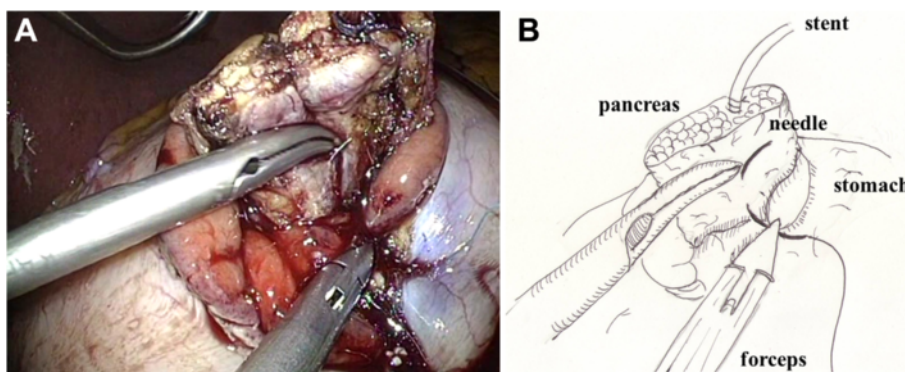 A
B
stent
pancreas
needle
stomach
forceps